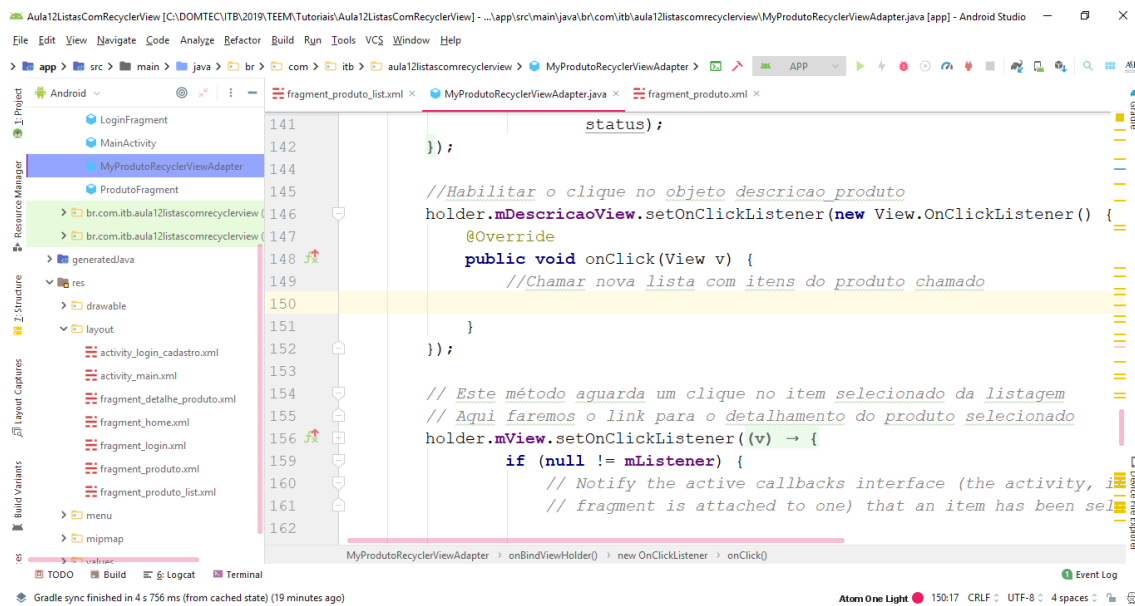 Aula12ListasComRecyclerView [C:\DOMTEC\ITB\2019\TEEM\Tutoriais\Aula12ListasComRecyclerView] - ...\app\src\main\java\br\com\itb\aula12listascomrecyclerview\MyProdutoRecyclerViewAdapter.java [app] - Android Studio
File Edit View Navigate Code Analyze Refactor Build Run Tools VCS Window Help
app > src > main > java > br > com > itb > aula12listascomrecyclerview > MyProdutoRecyclerViewAdapter > APP
Android fragment_produto_list.xml × MyProdutoRecyclerViewAdapter.java × fragment_produto.xml ×
1: Project
Resource Manager
7: Structure
Layout Captures
Build Variants
Gradle
LoginFragment
MainActivity
MyProdutoRecyclerViewAdapter
ProdutoFragment
br.com.itb.aula12listascomrecyclerview (
br.com.itb.aula12listascomrecyclerview (
generatedJava
res
drawable
layout
activity_login_cadastro.xml
activity_main.xml
fragment_detalhe_produto.xml
fragment_home.xml
fragment_login.xml
fragment_produto.xml
fragment_produto_list.xml
menu
mipmap
values
141 status);
142 });
144
145 //Habilitar o clique no objeto descricao_produto
146 holder.mDescricaoView.setOnClickListener(new View.OnClickListener() {
147 @Override
148 public void onClick(View v) {
149 //Chamar nova lista com itens do produto chamado
150
151 }
152 });
153
154 // Este método aguarda um clique no item selecionado da listagem
155 // Aqui faremos o link para o detalhamento do produto selecionado
156 holder.mView.setOnClickListener((v) → {
159 if (null != mListener) {
160 // Notify the active callbacks interface (the activity, i
161 // fragment is attached to one) that an item has been sel
162
MyProdutoRecyclerViewAdapter > onBindViewHolder() > new OnClickListener > onClick()
TODO Build 6: Logcat Terminal Event Log
Gradle sync finished in 4 s 756 ms (from cached state) (19 minutes ago) Atom One Light 150:17 CRLF UTF-8 4 spaces